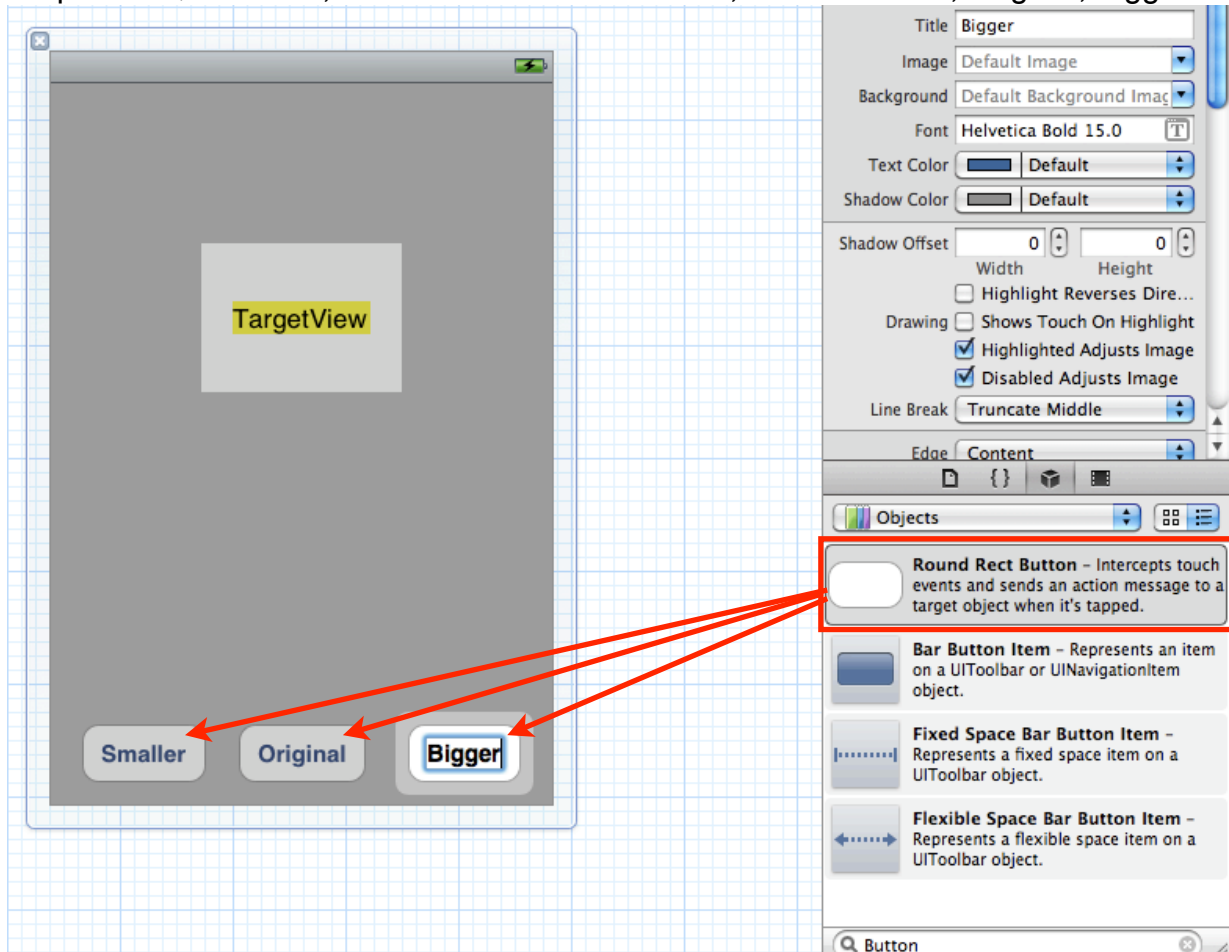 TargetView
Smaller
Original
Bigger
Title Bigger
Image Default Image
Background Default Background Imag
Font Helvetica Bold 15.0 T
Text Color Default
Shadow Color Default
Shadow Offset 0 0
Width Height
Highlight Reverses Dire...
Drawing Shows Touch On Highlight
Highlighted Adjusts Image
Disabled Adjusts Image
Line Break Truncate Middle
Edge Content
{}
Objects
Round Rect Button – Intercepts touch
events and sends an action message to a
target object when it's tapped.
Bar Button Item – Represents an item
on a UIToolbar or UINavigationItem
object.
Fixed Space Bar Button Item –
Represents a fixed space item on a
UIToolbar object.
Flexible Space Bar Button Item –
Represents a flexible space item on a
UIToolbar object.
Button